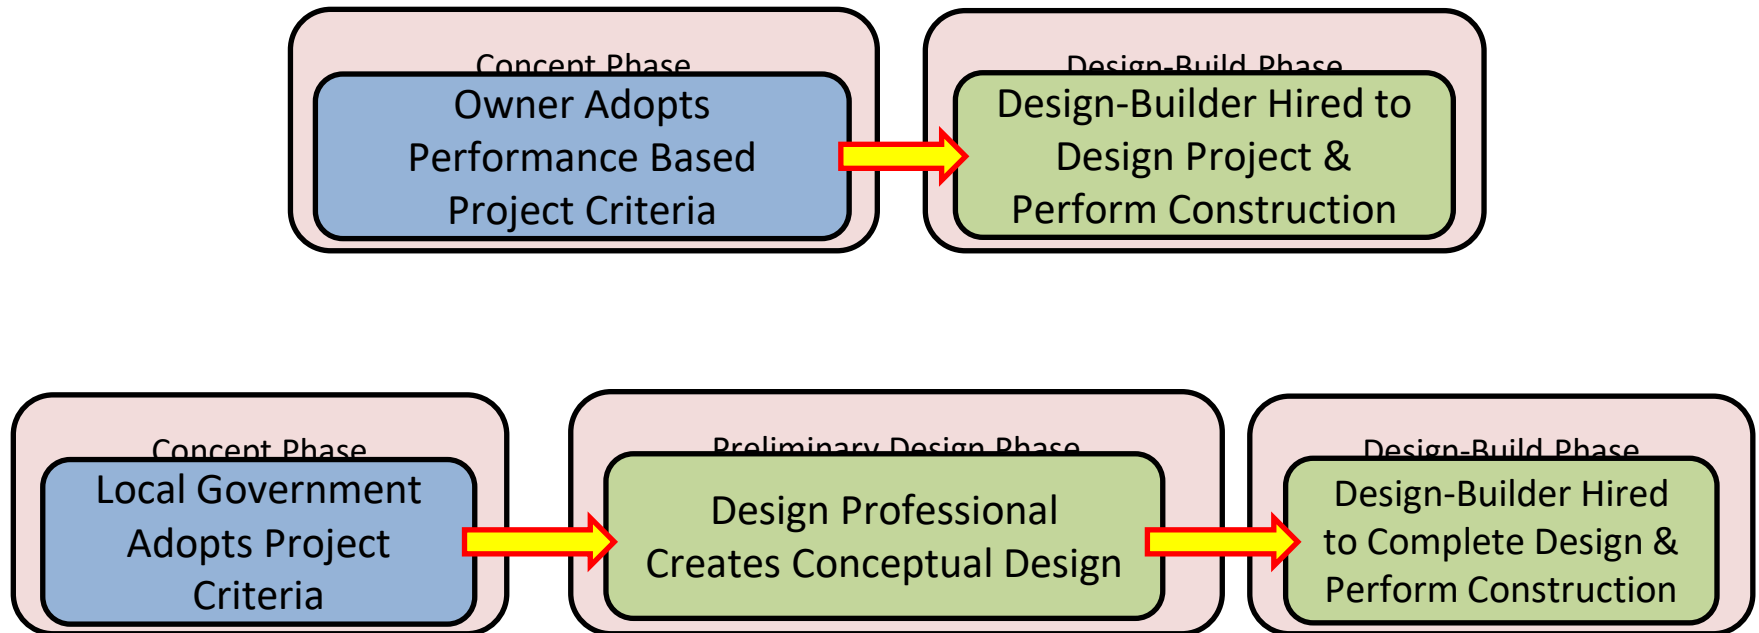 Concept Phase
Owner Adopts
Performance Based
Project Criteria
Design-Build Phase
Design-Builder Hired to
Design Project &
Perform Construction
Concept Phase
Local Government
Adopts Project
Criteria
Preliminary Design Phase
Design Professional
Creates Conceptual Design
Design-Build Phase
Design-Builder Hired
to Complete Design &
Perform Construction